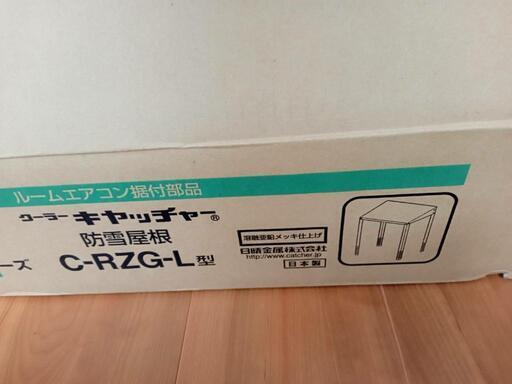 ルームエアコン据付部品
クーラーキャッチャー®
防雪屋根
ーズ C-RZG-L型
溶融亜鉛メッキ仕上げ
日晴金属株式会社
http://www.catcher.jp
日本製